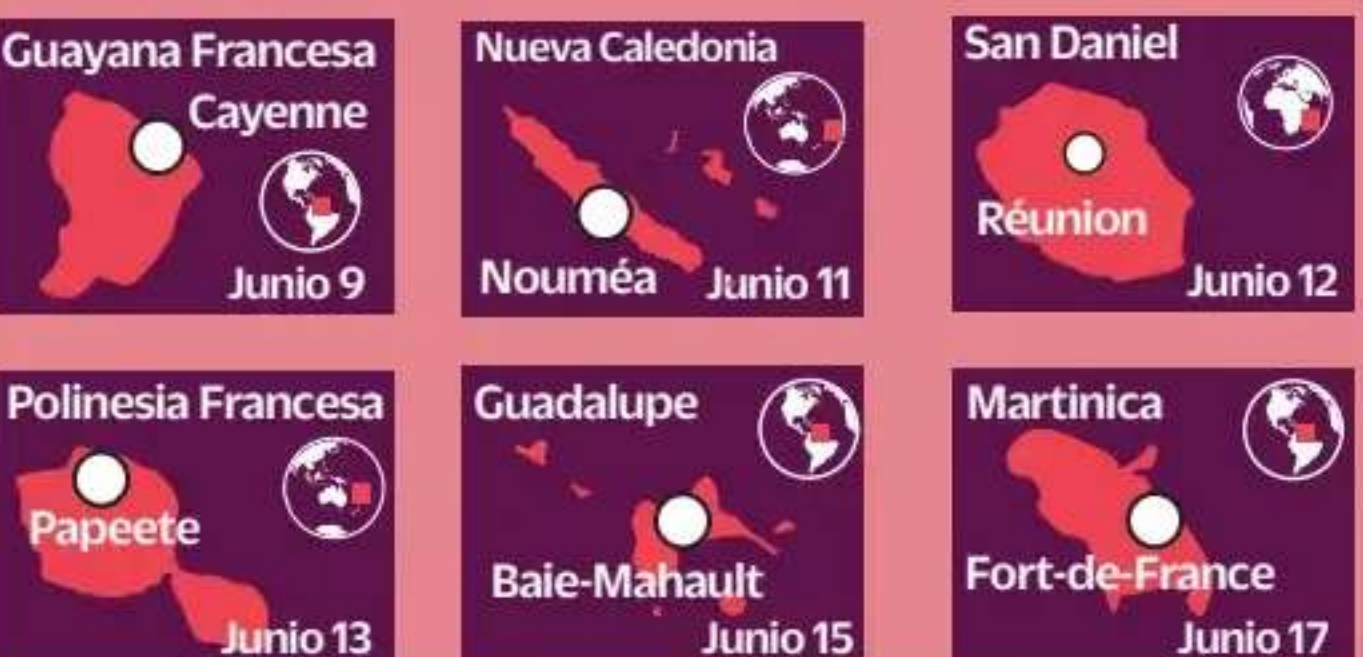 Guayana Francesa
Cayenne
Junio 9
Nueva Caledonia
Nouméa
Junio 11
San Daniel
Réunion
Junio 12
Polinesia Francesa
Papeete
Junio 13
Guadalupe
Baie-Mahault
Junio 15
Martinica
Fort-de-France
Junio 17